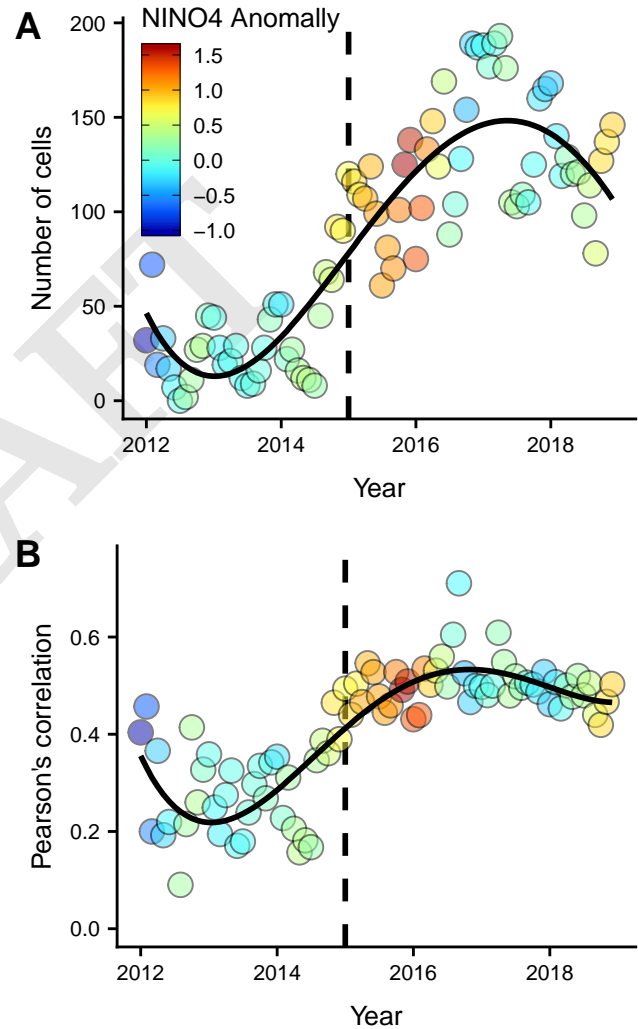 A
NINO4 Anomally
1.5
1.0
0.5
0.0
−0.5
−1.0
200
150
100
50
0
Number of cells
2012 2014 2016 2018
Year
B
0.6
0.4
0.2
0.0
Pearson's correlation
2012 2014 2016 2018
Year
AFT